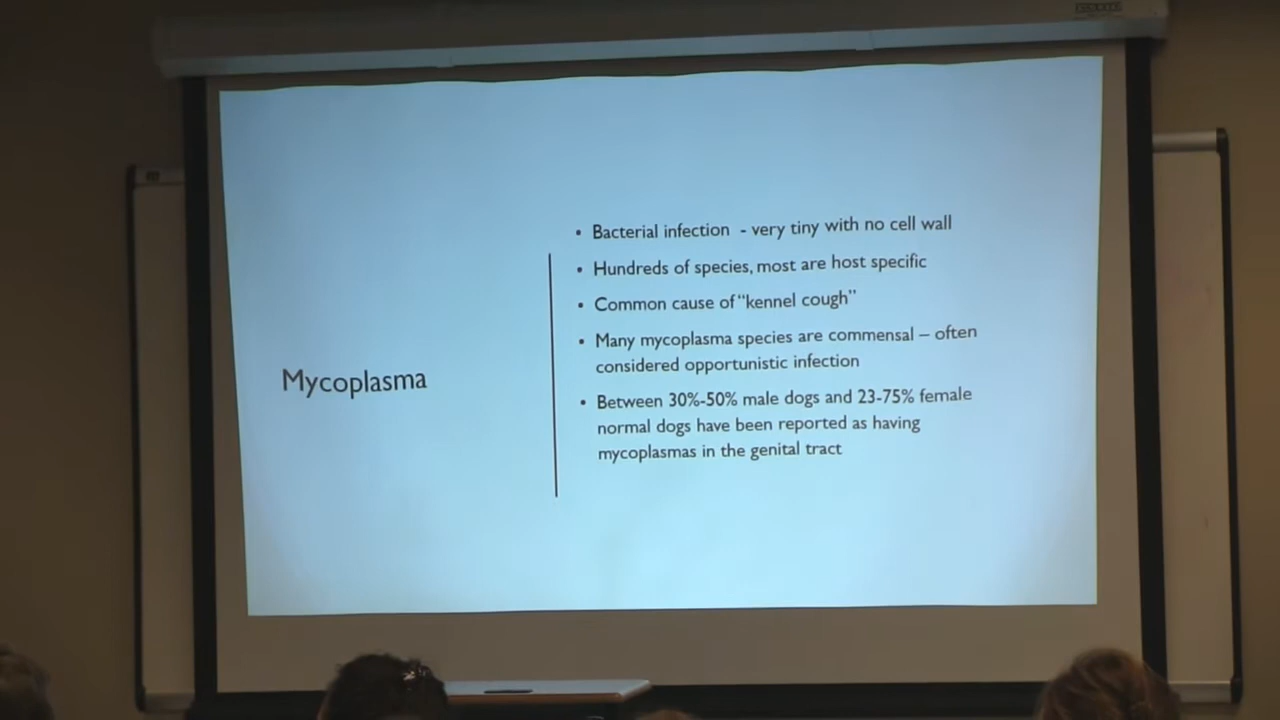 Mycoplasma
• Bacterial infection - very tiny with no cell wall
• Hundreds of species, most are host specific
• Common cause of "kennel cough"
• Many mycoplasma species are commensal – often
considered opportunistic infection
• Between 30%-50% male dogs and 23-75% female
normal dogs have been reported as having
mycoplasmas in the genital tract